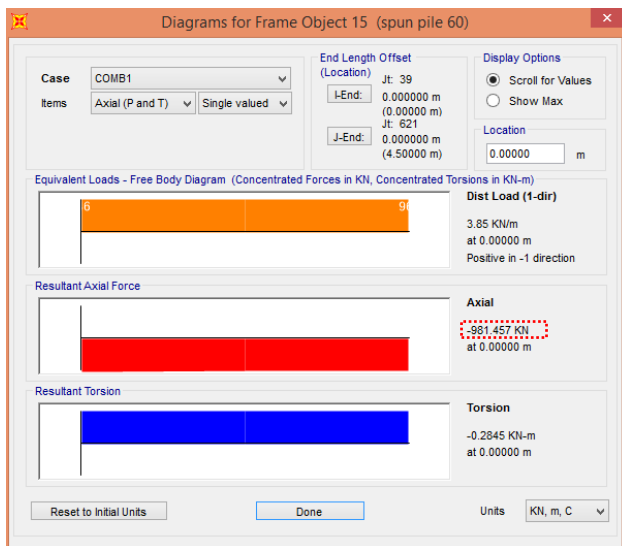 Diagrams for Frame Object 15 (spun pile 60)
×
Case
COMB1
Items
Axial (P and T)
Single valued
End Length Offset
(Location)
Jt: 39
I-End:
0.000000 m
(0.00000 m)
Jt: 621
J-End:
0.000000 m
(4.50000 m)
Display Options
Scroll for Values
Show Max
Location
0.00000
m
Equivalent Loads - Free Body Diagram (Concentrated Forces in KN, Concentrated Torsions in KN-m)
Dist Load (1-dir)
3.85 KN/m
at 0.00000 m
Positive in -1 direction
Resultant Axial Force
Axial
-981.457 KN
at 0.00000 m
Resultant Torsion
Torsion
-0.2845 KN-m
at 0.00000 m
Reset to Initial Units
Done
Units
KN, m, C